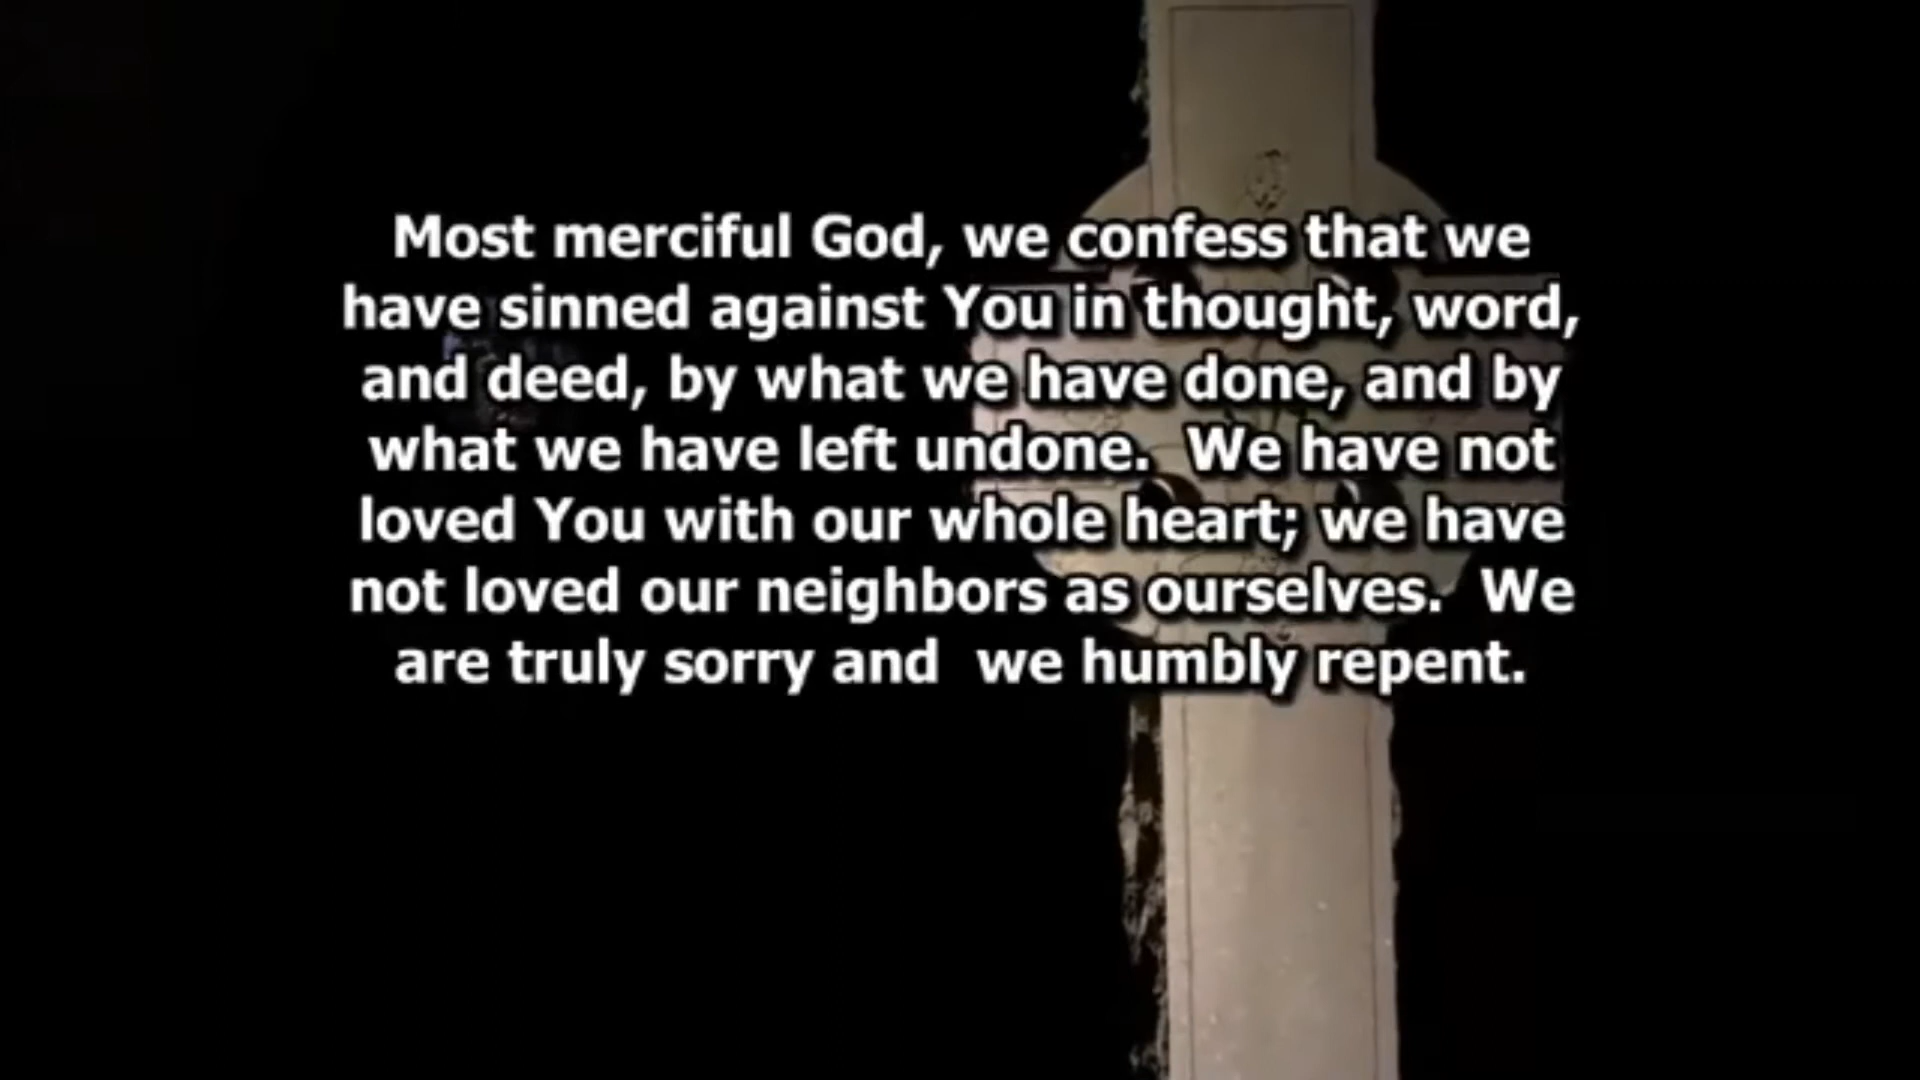 Most merciful God, we confess that we
have sinned against You in thought, word,
and deed, by what we have done, and by
what we have left undone.  We have not
loved You with our whole heart; we have
not loved our neighbors as ourselves.  We
are truly sorry and  we humbly repent.